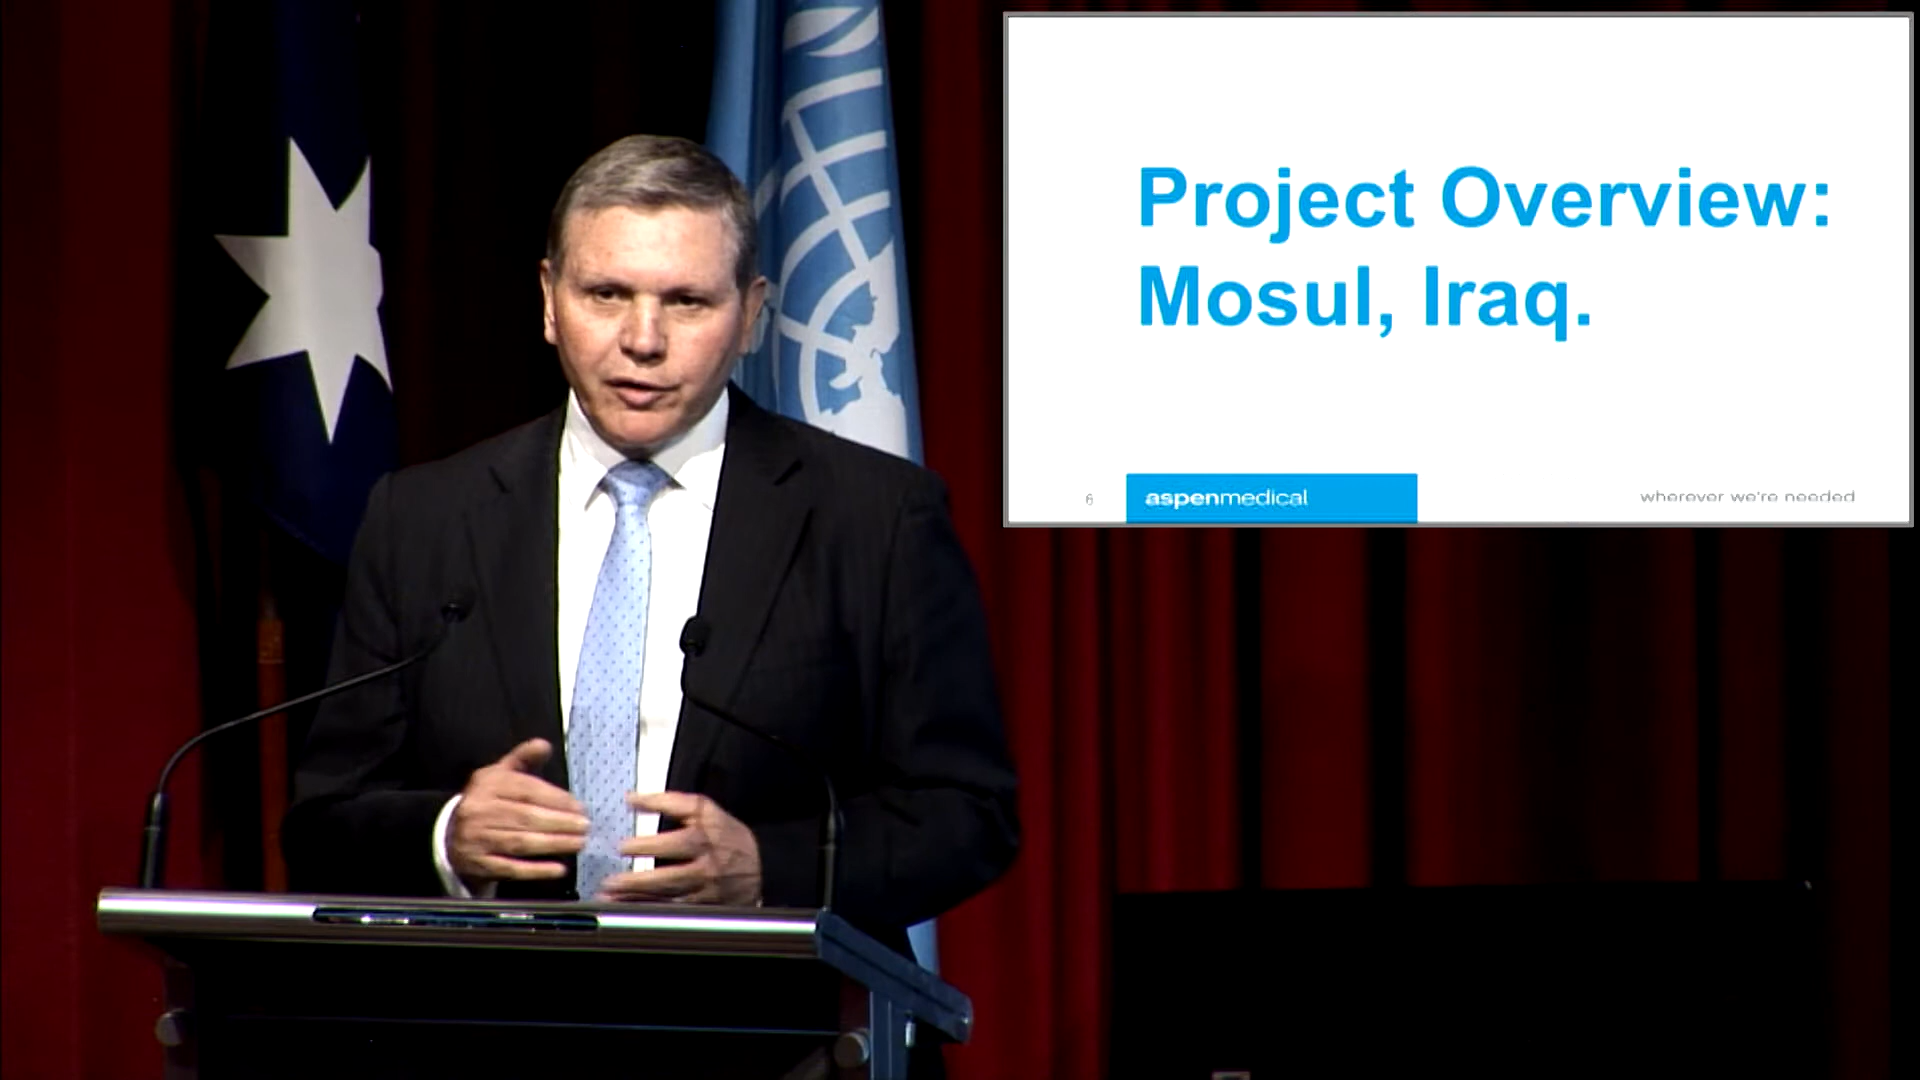 Project Overview:
Mosul, Iraq.
6
aspenmedical
wherever we're needed